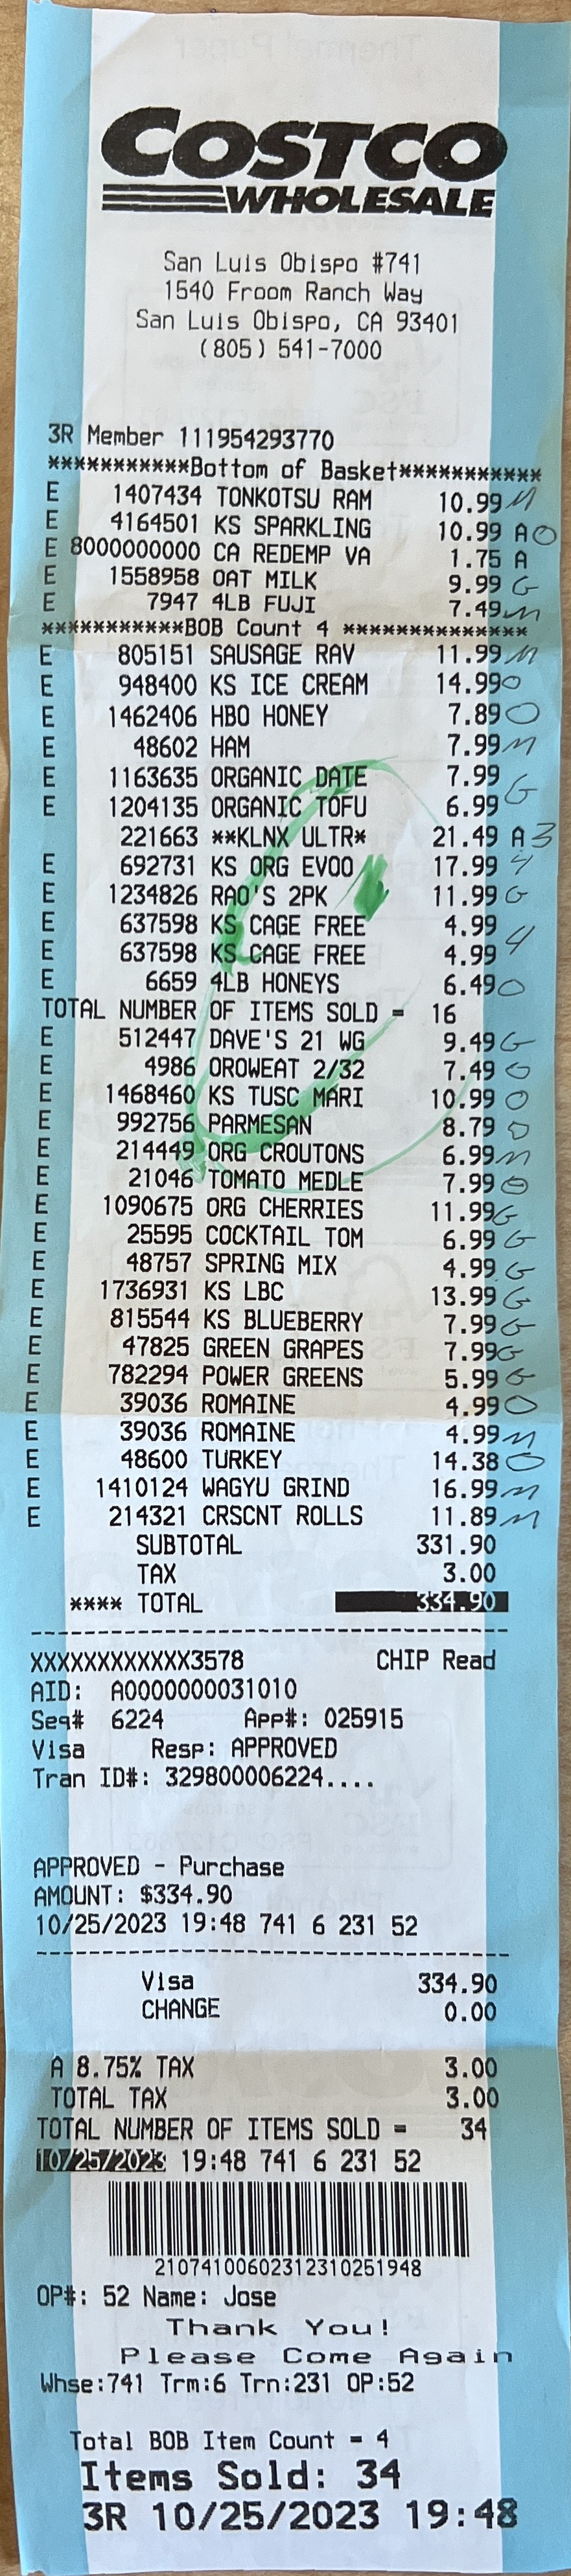 COSTCO
WHOLESALE
San Luis Obispo #741
1540 Froom Ranch Way
San Luis Obispo, CA 93401
(805) 541-7000
3R Member 111954293770
***********Bottom of Basket***********
E 1407434 TONKOTSU RAM 10.99 M
E 4164501 KS SPARKLING 10.99 A O
E 8000000000 CA REDEMP VA 1.75 A
E 1558958 OAT MILK 9.99 G
E 7947 4LB FUJI 7.49 M
***********BOB Count 4 **************
E 805151 SAUSAGE RAV 11.99 M
E 948400 KS ICE CREAM 14.99 O
E 1462406 HBO HONEY 7.89 O
E 48602 HAM 7.99 M
E 1163635 ORGANIC DATE 7.99 G
E 1204135 ORGANIC TOFU 6.99
221663 **KLNX ULTR* 21.49 A 3
E 692731 KS ORG EVOO 17.99 4
E 1234826 RAO'S 2PK 11.99 G
E 637598 KS CAGE FREE 4.99 4
E 637598 KS CAGE FREE 4.99
E 6659 4LB HONEYS 6.49 O
TOTAL NUMBER OF ITEMS SOLD = 16
E 512447 DAVE'S 21 WG 9.49 G
E 4986 OROWEAT 2/32 7.49 O
E 1468460 KS TUSC MARI 10.99 O
E 992756 PARMESAN 8.79 O
E 214449 ORG CROUTONS 6.99 M
E 21046 TOMATO MEDLE 7.99 O
E 1090675 ORG CHERRIES 11.99 G
E 25595 COCKTAIL TOM 6.99 G
E 48757 SPRING MIX 4.99 G
E 1736931 KS LBC 13.99 G
E 815544 KS BLUEBERRY 7.99 G
E 47825 GREEN GRAPES 7.99 G
E 782294 POWER GREENS 5.99 G
E 39036 ROMAINE 4.99 O
E 39036 ROMAINE 4.99 M
E 48600 TURKEY 14.38 O
E 1410124 WAGYU GRIND 16.99 M
E 214321 CRSCNT ROLLS 11.89 M
SUBTOTAL 331.90
TAX 3.00
**** TOTAL 334.90
XXXXXXXXXXXX3578 CHIP Read
AID: A0000000031010
Seq# 6224 App#: 025915
Visa Resp: APPROVED
Tran ID#: 329800006224....
APPROVED - Purchase
AMOUNT: $334.90
10/25/2023 19:48 741 6 231 52
Visa 334.90
CHANGE 0.00
A 8.75% TAX 3.00
TOTAL TAX 3.00
TOTAL NUMBER OF ITEMS SOLD = 34
10/25/2023 19:48 741 6 231 52
21074100602312310251948
OP#: 52 Name: Jose
Thank You!
Please Come Again
Whse:741 Trm:6 Trn:231 OP:52
Total BOB Item Count = 4
Items Sold: 34
3R 10/25/2023 19:48